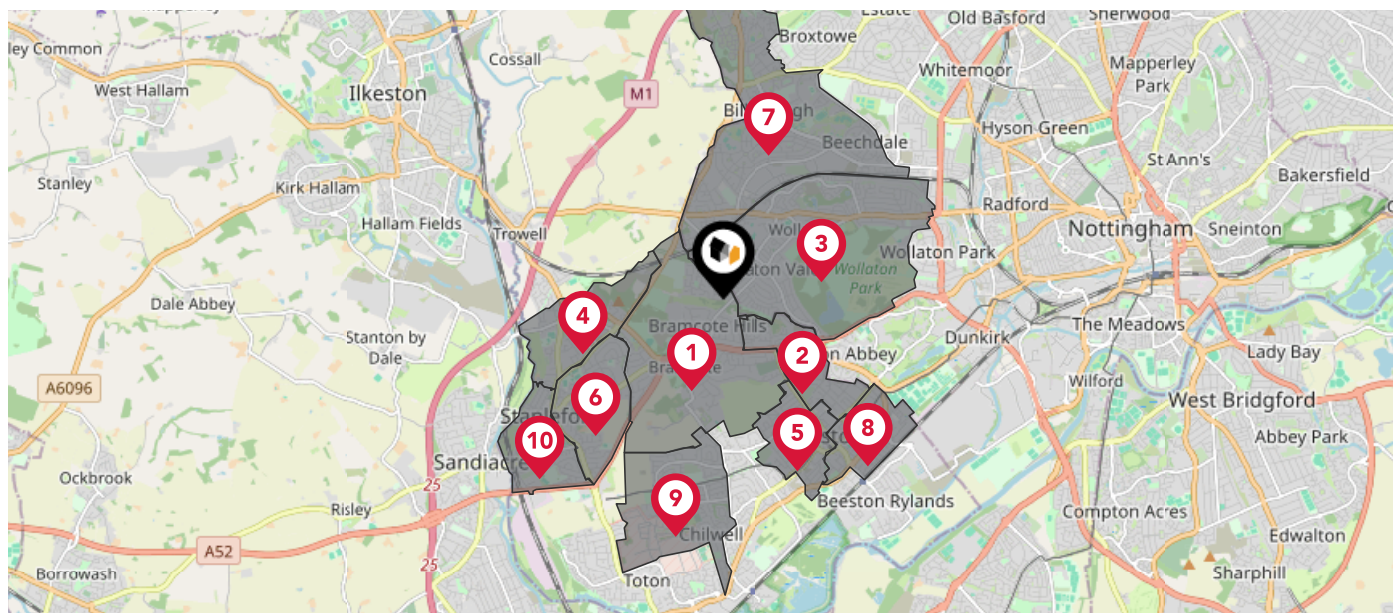 Mapperley
Estate
Old Basford
Sherwood
ley Common
Cossall
Broxtowe
West Hallam
Ilkeston
M1
Whitemoor
Mapperley
Park
7
Beechdale
Hyson Green
St Ann's
Bakersfield
Stanley
Kirk Hallam
Hallam Fields
Trowell
3
Radford
Nottingham
Sneinton
Wollaton Park
Wollaton
Park
Dale Abbey
4
Bramcote Hills
The Meadows
Stanton by
Dale
1
2
on Abbey
Dunkirk
Lady Bay
A6096
6
Wilford
West Bridgford
Abbey Park
10
5
8
Sandiacre
Ockbrook
25
9
Beeston Rylands
Risley
Compton Acres
Edwalton
Chilwell
A52
25
Borrowash
Toton
Sharphill